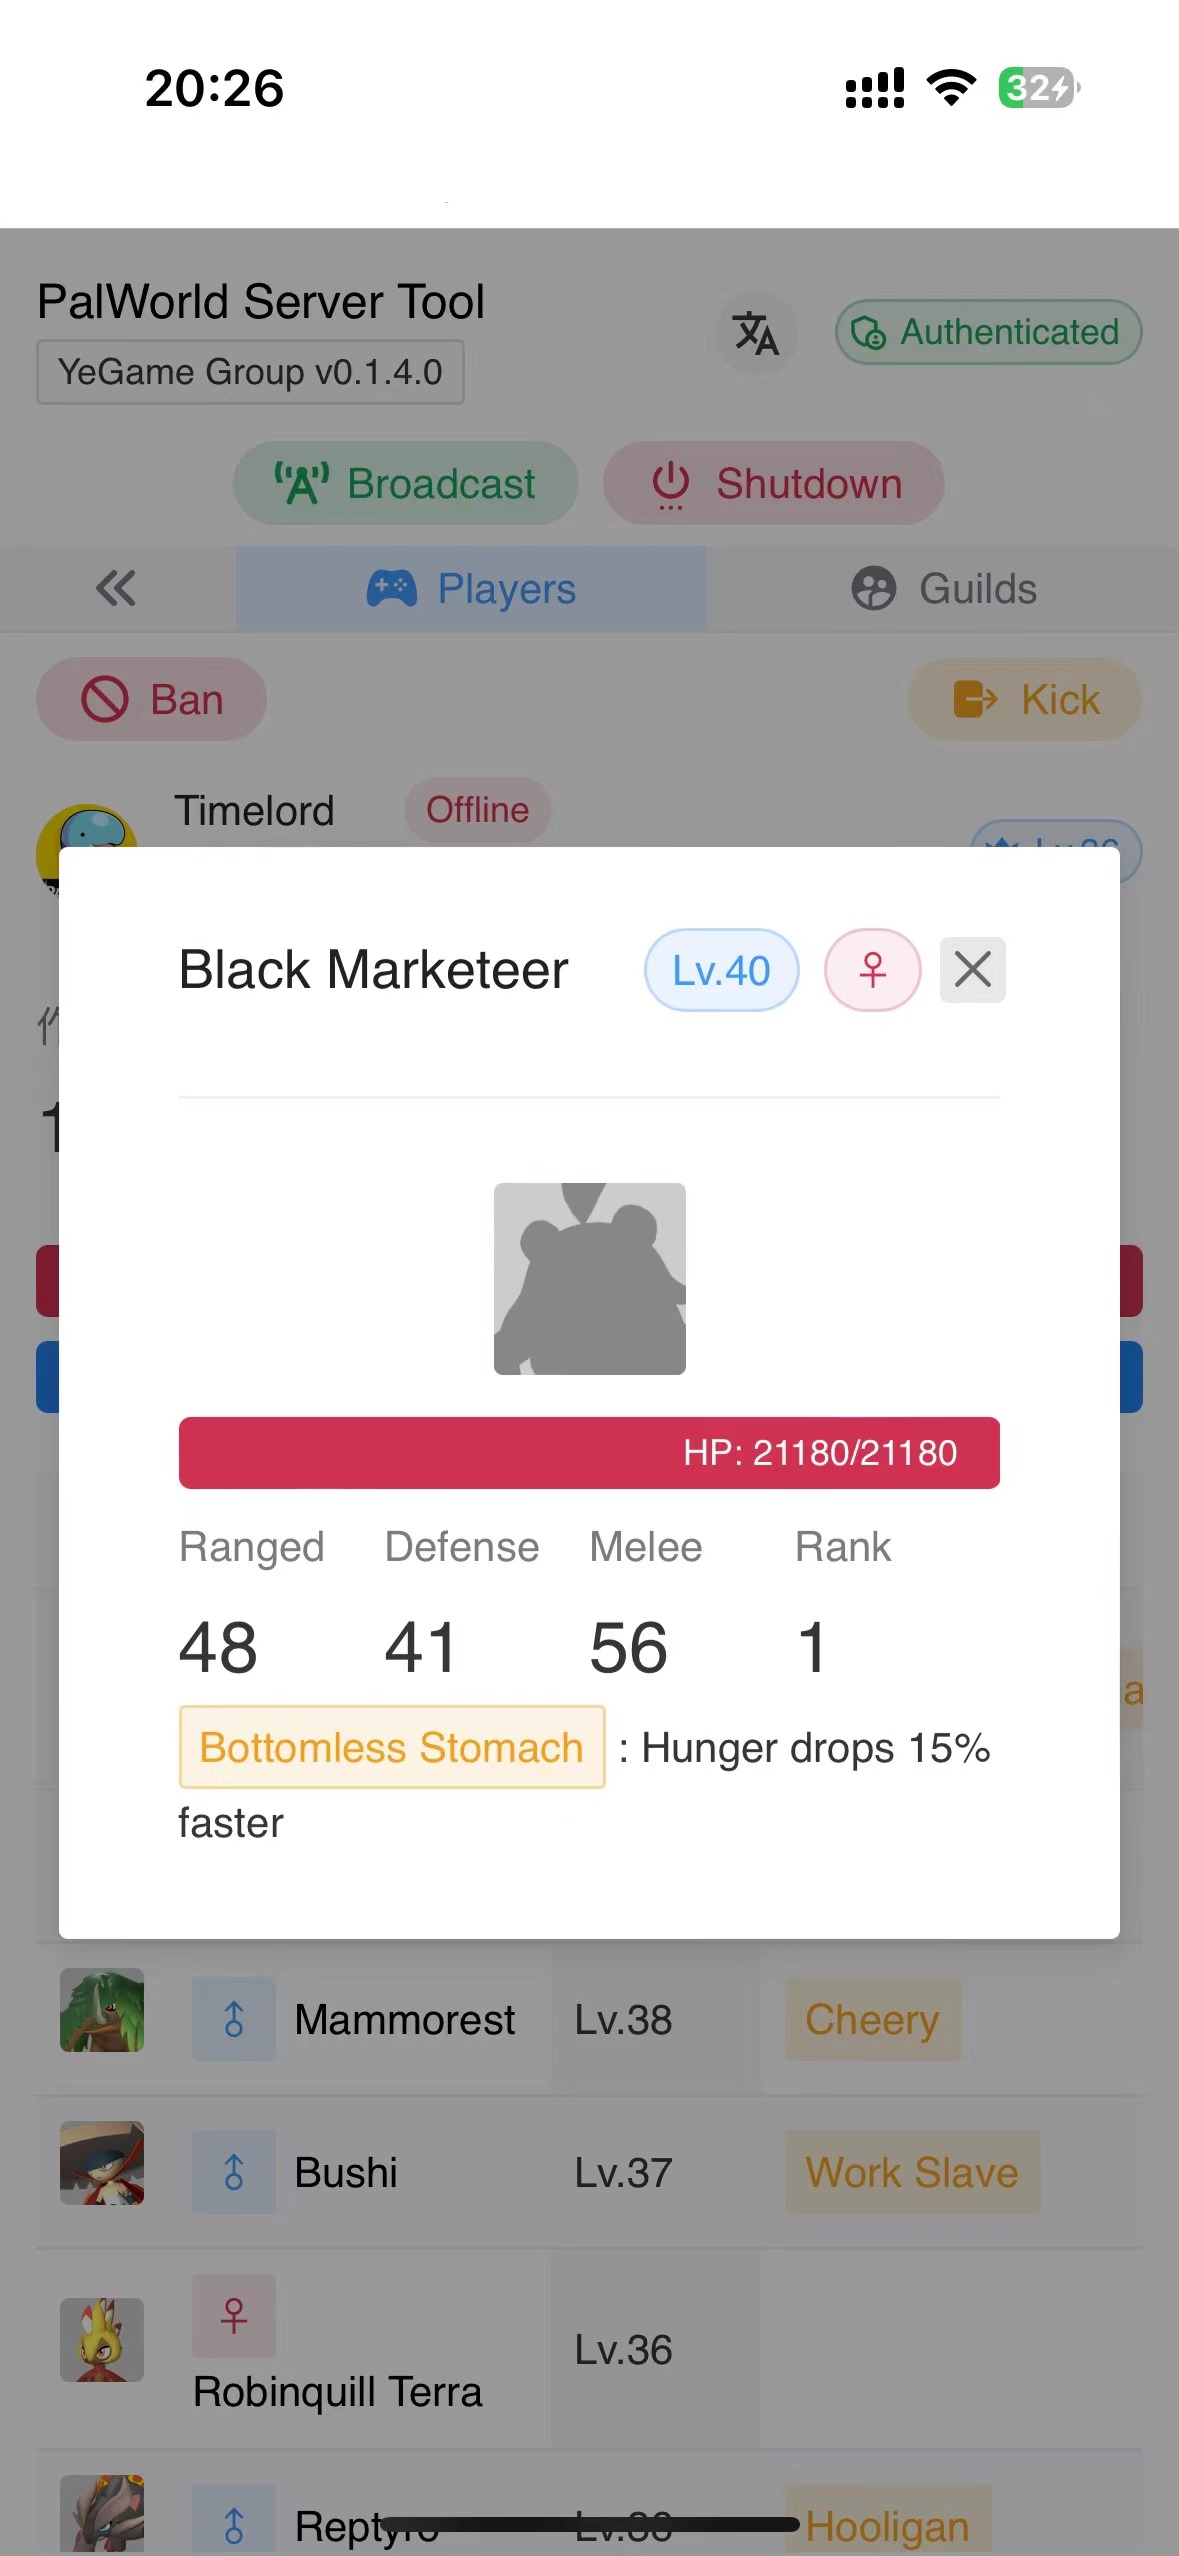 20:26
32
PalWorld Server Tool
YeGame Group v0.1.4.0
Authenticated
Broadcast
Shutdown
Players
Guilds
Ban
Kick
Timelord
Offline
Black Marketeer
Lv.40
HP: 21180/21180
Ranged Defense Melee Rank
48 41 56 1
Bottomless Stomach : Hunger drops 15%
faster
Mammorest Lv.38 Cheery
Bushi Lv.37 Work Slave
Lv.36
Robinquill Terra
Reptyro Hooligan